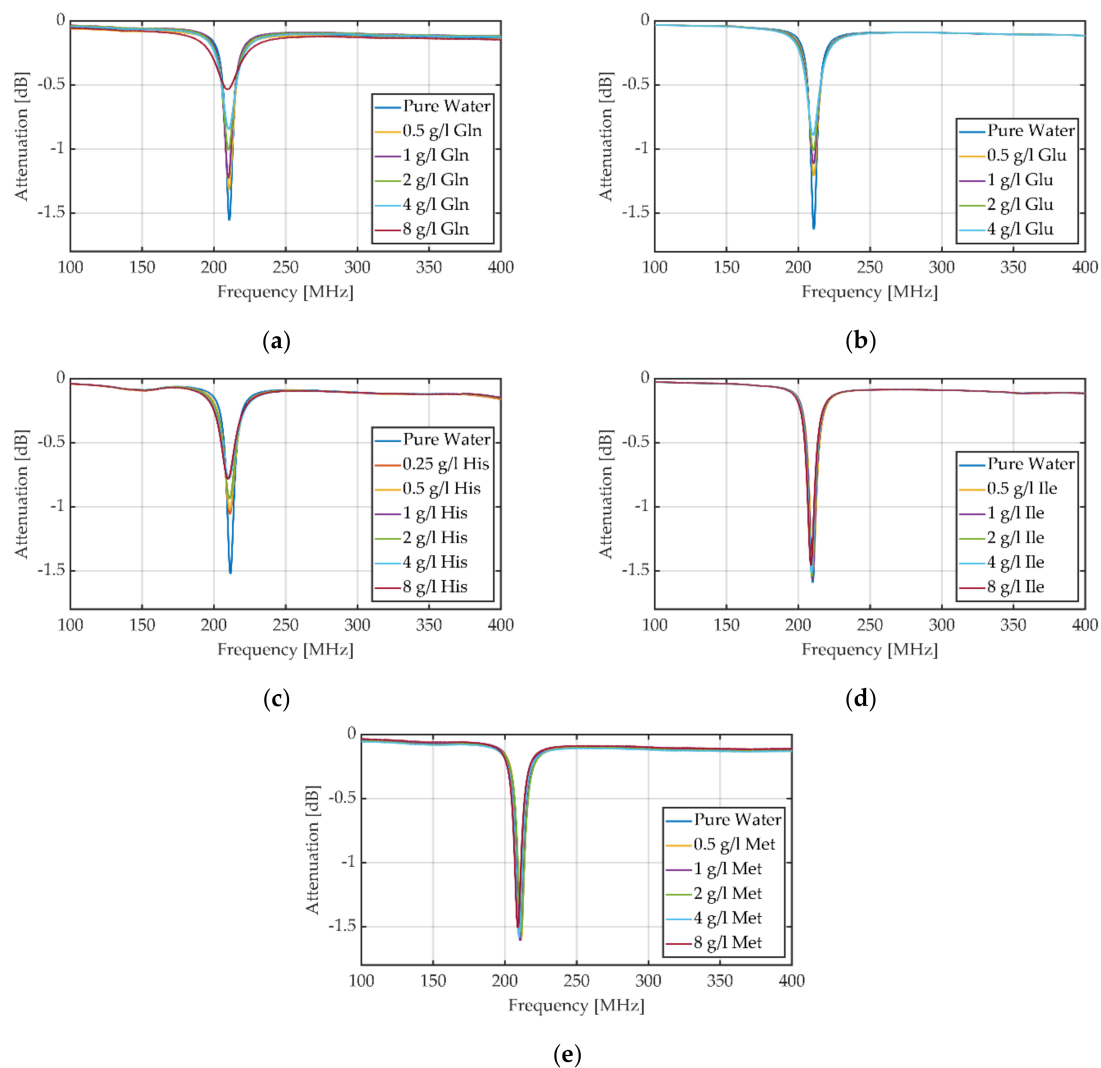 0
-0.5
-1
-1.5
Attenuation [dB]
Pure Water
0.5 g/l Gln
1 g/l Gln
2 g/l Gln
4 g/l Gln
8 g/l Gln
100 150 200 250 300 350 400
Frequency [MHz]
(a)
0
-0.5
-1
-1.5
Attenuation [dB]
Pure Water
0.5 g/l Glu
1 g/l Glu
2 g/l Glu
4 g/l Glu
100 150 200 250 300 350 400
Frequency [MHz]
(b)
0
-0.5
-1
-1.5
Attenuation [dB]
Pure Water
0.25 g/l His
0.5 g/l His
1 g/l His
2 g/l His
4 g/l His
8 g/l His
100 150 200 250 300 350 400
Frequency [MHz]
(c)
0
-0.5
-1
-1.5
Attenuation [dB]
Pure Water
0.5 g/l Ile
1 g/l Ile
2 g/l Ile
4 g/l Ile
8 g/l Ile
100 150 200 250 300 350 400
Frequency [MHz]
(d)
0
-0.5
-1
-1.5
Attenuation [dB]
Pure Water
0.5 g/l Met
1 g/l Met
2 g/l Met
4 g/l Met
8 g/l Met
100 150 200 250 300 350 400
Frequency [MHz]
(e)